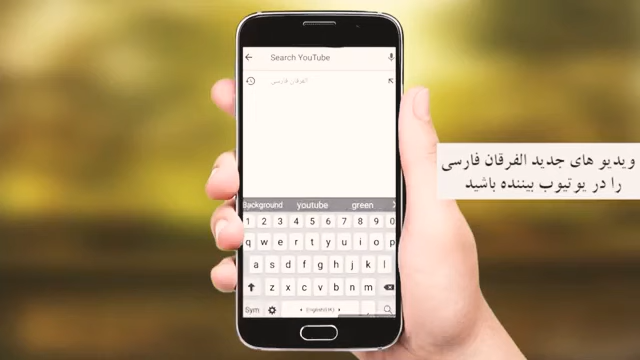 Search YouTube
الفرقان فارسی
ویدیو های جدید الفرقان فارسی
را در یوتیوب بیننده باشید
Background youtube green
1 2 3 4 5 6 7 8 9 0
q w e r t y u i o p
a s d f g h j k l
z x c v b n m
Sym English(UK)